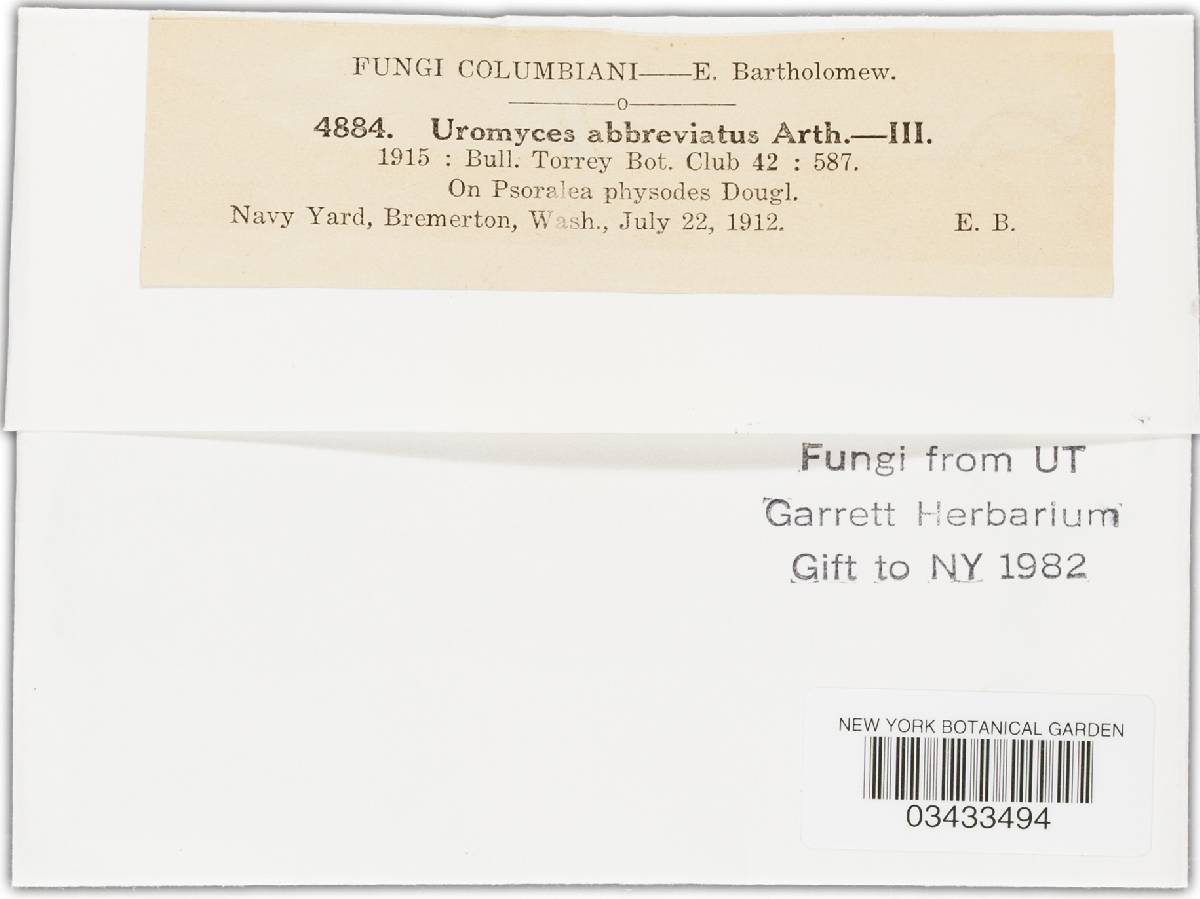 FUNGI COLUMBIANI——E. Bartholomew.
———o———
4884. Uromyces abbreviatus Arth.—III.
1915 : Bull. Torrey Bot. Club 42 : 587.
On Psoralea physodes Dougl.
Navy Yard, Bremerton, Wash., July 22, 1912. E. B.
Fungi from UT
Garrett Herbarium
Gift to NY 1982
NEW YORK BOTANICAL GARDEN
03433494